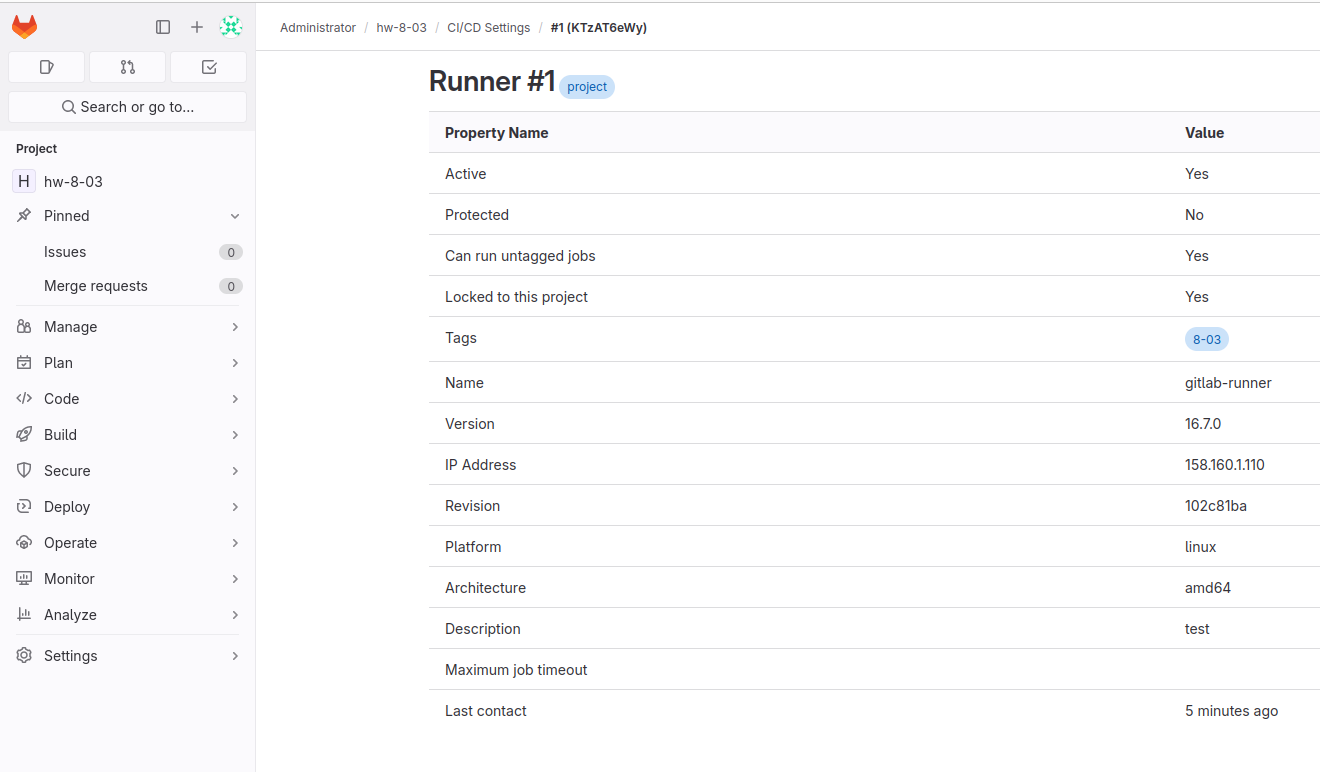 Administrator / hw-8-03 / CI/CD Settings / #1 (KTzAT6eWy)
Search or go to...
Project
H hw-8-03
Pinned
Issues 0
Merge requests 0
Manage
Plan
Code
Build
Secure
Deploy
Operate
Monitor
Analyze
Settings
Runner #1 project
Property Name Value
Active Yes
Protected No
Can run untagged jobs Yes
Locked to this project Yes
Tags 8-03
Name gitlab-runner
Version 16.7.0
IP Address 158.160.1.110
Revision 102c81ba
Platform linux
Architecture amd64
Description test
Maximum job timeout
Last contact 5 minutes ago